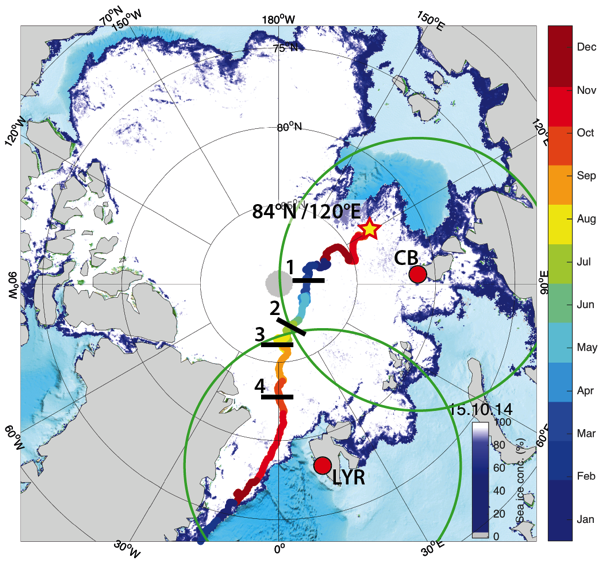 180°W
150°E
70°N
150°W
75°N
120°W
120°E
80°N
84°N /120°E
CB
1
90°W
90°E
2
3
4
15.10.14
100
80
60
40
20
0
Sea ice conc. (%)
LYR
60°W
60°E
30°W
0°
30°E
Dec
Nov
Oct
Sep
Aug
Jul
Jun
May
Apr
Mar
Feb
Jan